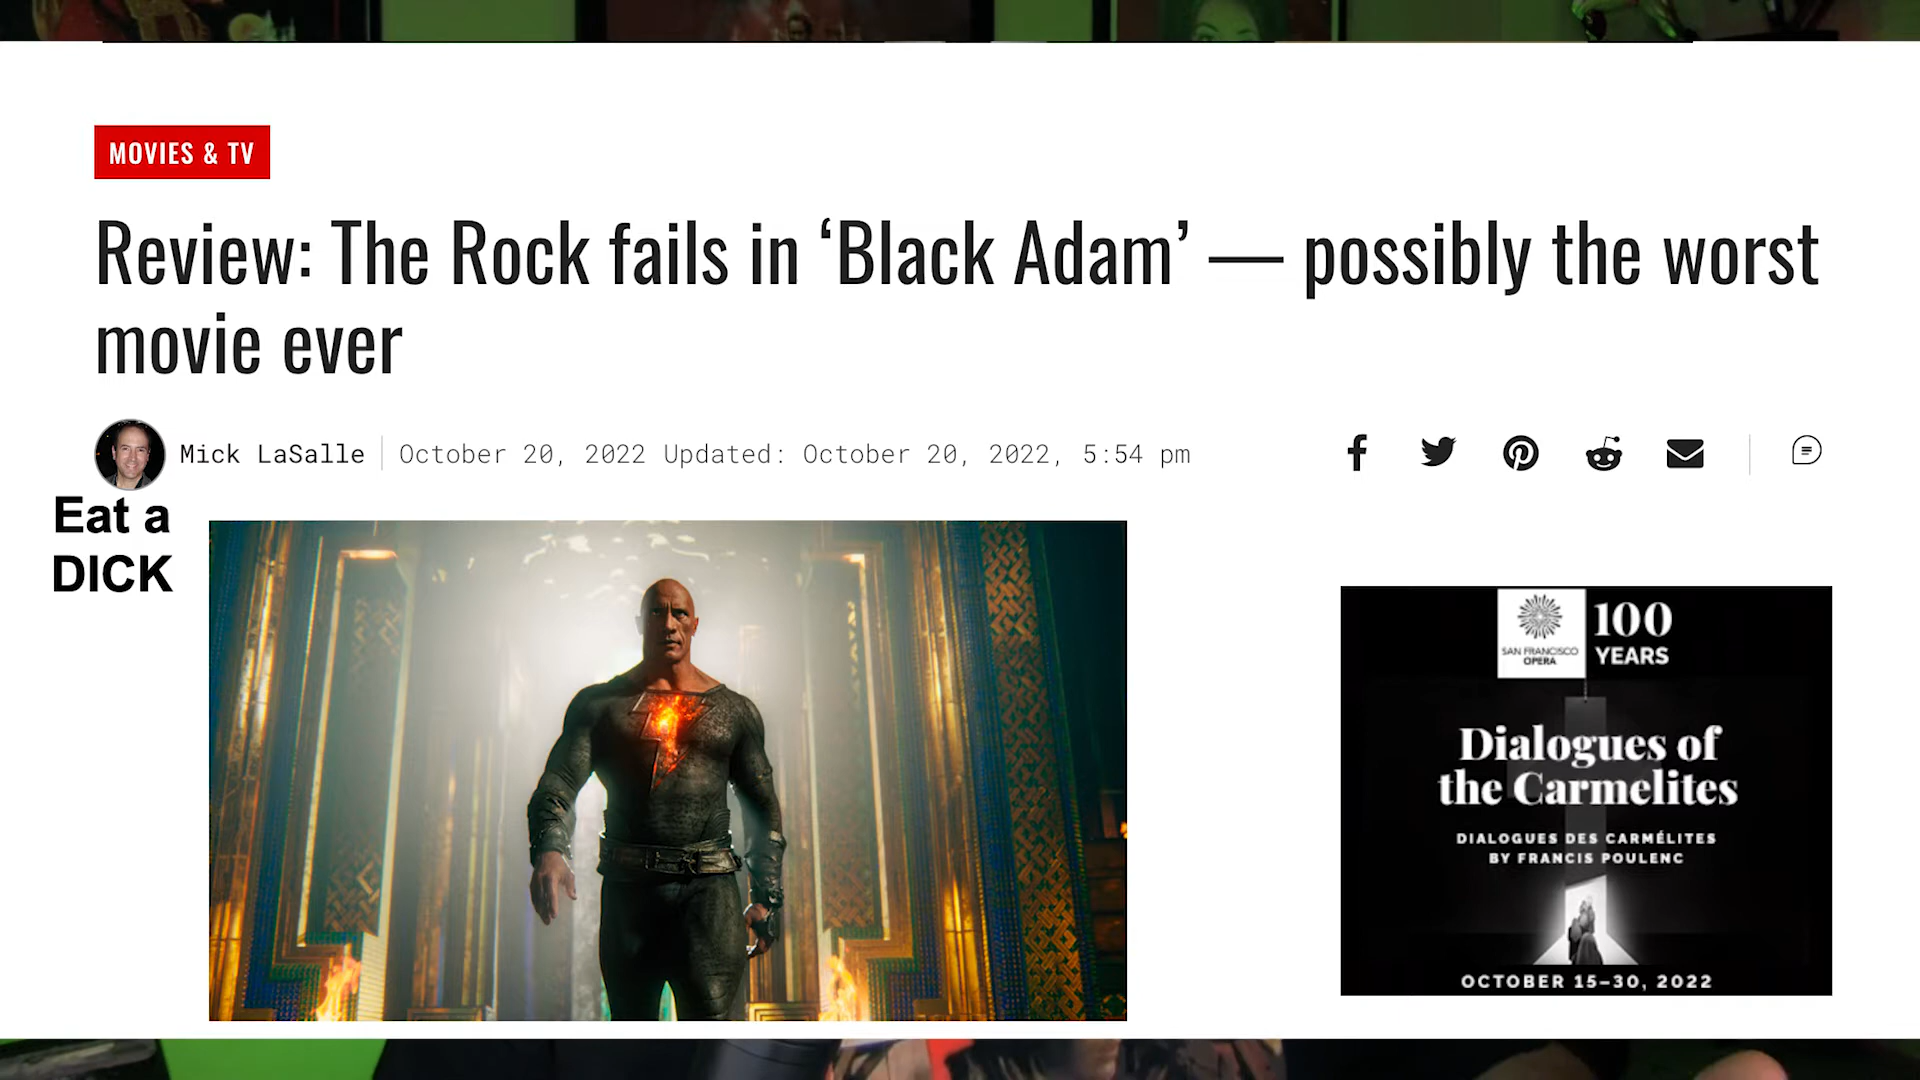 MOVIES & TV
Review: The Rock fails in ‘Black Adam’ — possibly the worst
movie ever
Mick LaSalle
October 20, 2022 Updated: October 20, 2022, 5:54 pm
Eat a
DICK
SAN FRANCISCO
OPERA
100
YEARS
Dialogues of
the Carmelites
DIALOGUES DES CARMÉLITES
BY FRANCIS POULENC
OCTOBER 15–30, 2022